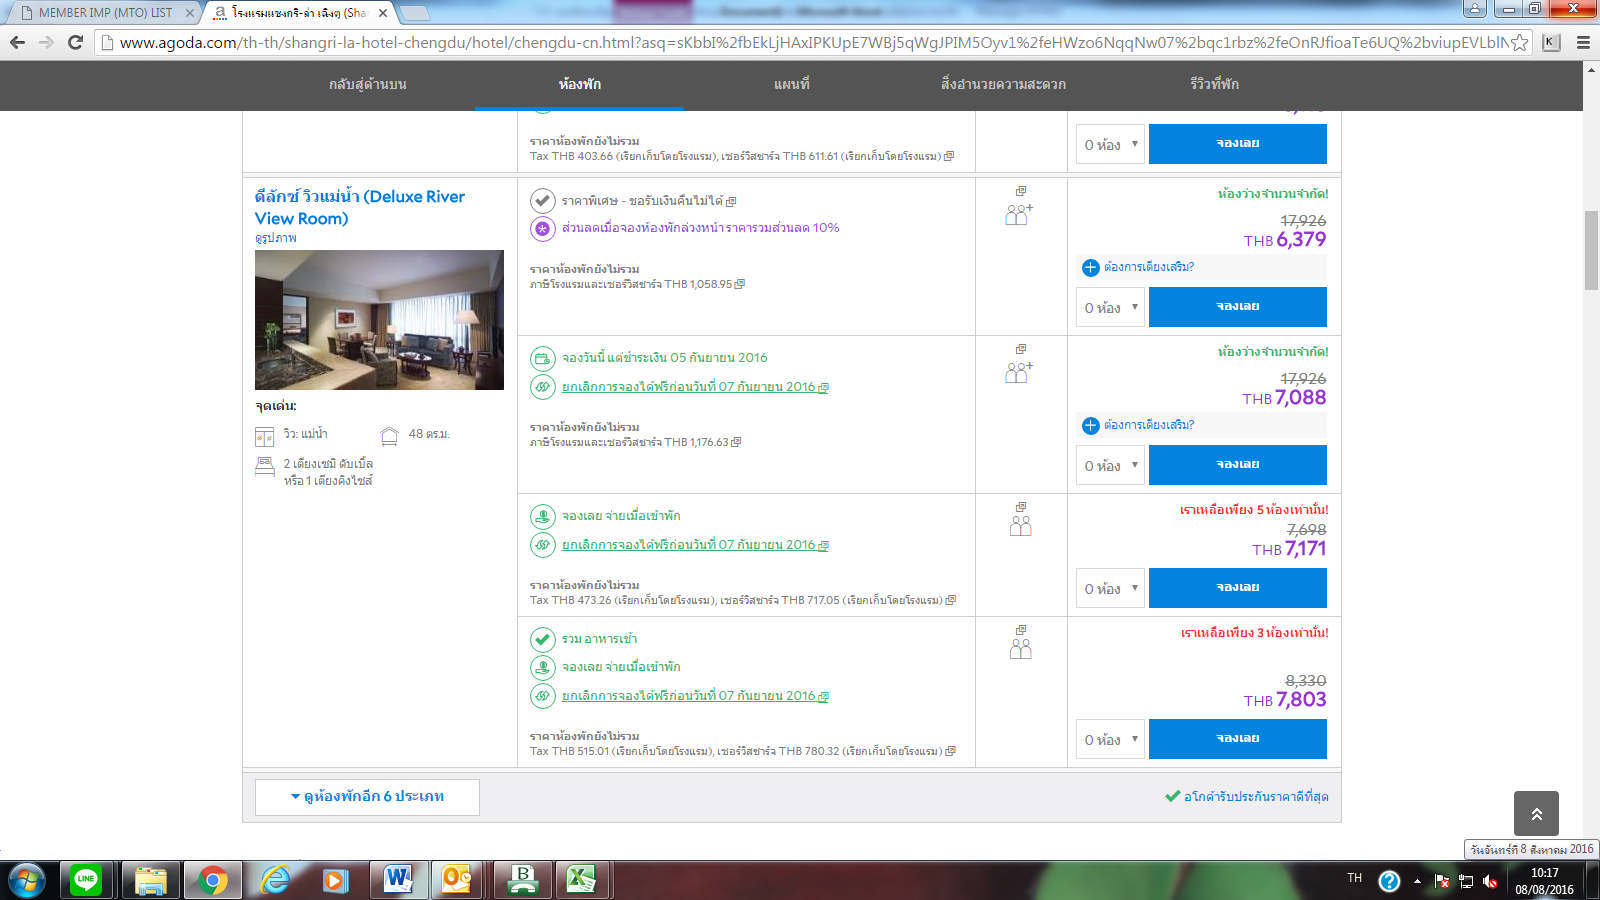 MEMBER IMP (MTO) LIST
โรงแรมแชงกรี-ล่า เฉิงตู (Shan
www.agoda.com/th-th/shangri-la-hotel-chengdu/hotel/chengdu-cn.html?asq=sKbbI%2fbEkLjHAxIPKUpE7WBj5qWgJPIM5Oyv1%2feHWzo6NqqNw07%2bqc1rbz%2feOnRJfioaTe6UQ%2bviupEVLblN
กลับสู่ด้านบน
ห้องพัก
แผนที่
สิ่งอำนวยความสะดวก
รีวิวที่พัก
ราคาห้องพักยังไม่รวม
Tax THB 403.66 (เรียกเก็บโดยโรงแรม), เซอร์วิสชาร์จ THB 611.61 (เรียกเก็บโดยโรงแรม)
0 ห้อง
จองเลย
ดีลักซ์ วิวแม่น้ำ (Deluxe River
View Room)
ดูรูปภาพ
จุดเด่น:
วิว: แม่น้ำ
48 ตร.ม.
2 เตียงเซมิ ดับเบิ้ล
หรือ 1 เตียงคิงไซส์
ราคาพิเศษ - ขอรับเงินคืนไม่ได้
ส่วนลดเมื่อจองห้องพักล่วงหน้า ราคารวมส่วนลด 10%
ราคาห้องพักยังไม่รวม
ภาษีโรงแรมและเซอร์วิสชาร์จ THB 1,058.95
ห้องว่างจำนวนจำกัด!
17,926
THB 6,379
ต้องการเตียงเสริม?
0 ห้อง
จองเลย
จองวันนี้ แต่ชำระเงิน 05 กันยายน 2016
ยกเลิกการจองได้ฟรีก่อนวันที่ 07 กันยายน 2016
ราคาห้องพักยังไม่รวม
ภาษีโรงแรมและเซอร์วิสชาร์จ THB 1,176.63
ห้องว่างจำนวนจำกัด!
17,926
THB 7,088
ต้องการเตียงเสริม?
0 ห้อง
จองเลย
จองเลย จ่ายเมื่อเข้าพัก
ยกเลิกการจองได้ฟรีก่อนวันที่ 07 กันยายน 2016
ราคาห้องพักยังไม่รวม
Tax THB 473.26 (เรียกเก็บโดยโรงแรม), เซอร์วิสชาร์จ THB 717.05 (เรียกเก็บโดยโรงแรม)
เราเหลือเพียง 5 ห้องเท่านั้น!
7,698
THB 7,171
0 ห้อง
จองเลย
รวม อาหารเช้า
จองเลย จ่ายเมื่อเข้าพัก
ยกเลิกการจองได้ฟรีก่อนวันที่ 07 กันยายน 2016
ราคาห้องพักยังไม่รวม
Tax THB 515.01 (เรียกเก็บโดยโรงแรม), เซอร์วิสชาร์จ THB 780.32 (เรียกเก็บโดยโรงแรม)
เราเหลือเพียง 3 ห้องเท่านั้น!
8,330
THB 7,803
0 ห้อง
จองเลย
ดูห้องพักอีก 6 ประเภท
อโกด้ารับประกันราคาดีที่สุด
วันจันทร์ที่ 8 สิงหาคม 2016
LINE
TH
10:17
08/08/2016